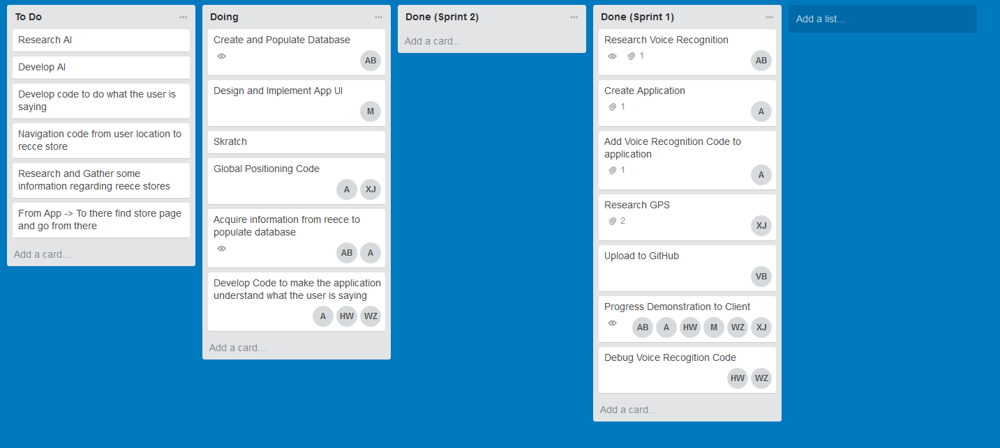 To Do
Research AI
Develop AI
Develop code to do what the user is
saying
Navigation code from user location to
recce store
Research and Gather some
information regarding reece stores
From App -> To there find store page
and go from there
Add a card...
Doing
Create and Populate Database
AB
Design and Implement App UI
M
Skratch
Global Positioning Code
A XJ
Acquire information from reece to
populate database
AB A
Develop Code to make the application
understand what the user is saying
A HW WZ
Add a card...
Done (Sprint 2)
Add a card...
Done (Sprint 1)
Research Voice Recognition
1
AB
Create Application
1
A
Add Voice Recognition Code to
application
1
A
Research GPS
2
XJ
Upload to GitHub
VB
Progress Demonstration to Client
AB A HW M WZ XJ
Debug Voice Recogition Code
HW WZ
Add a card...
Add a list...